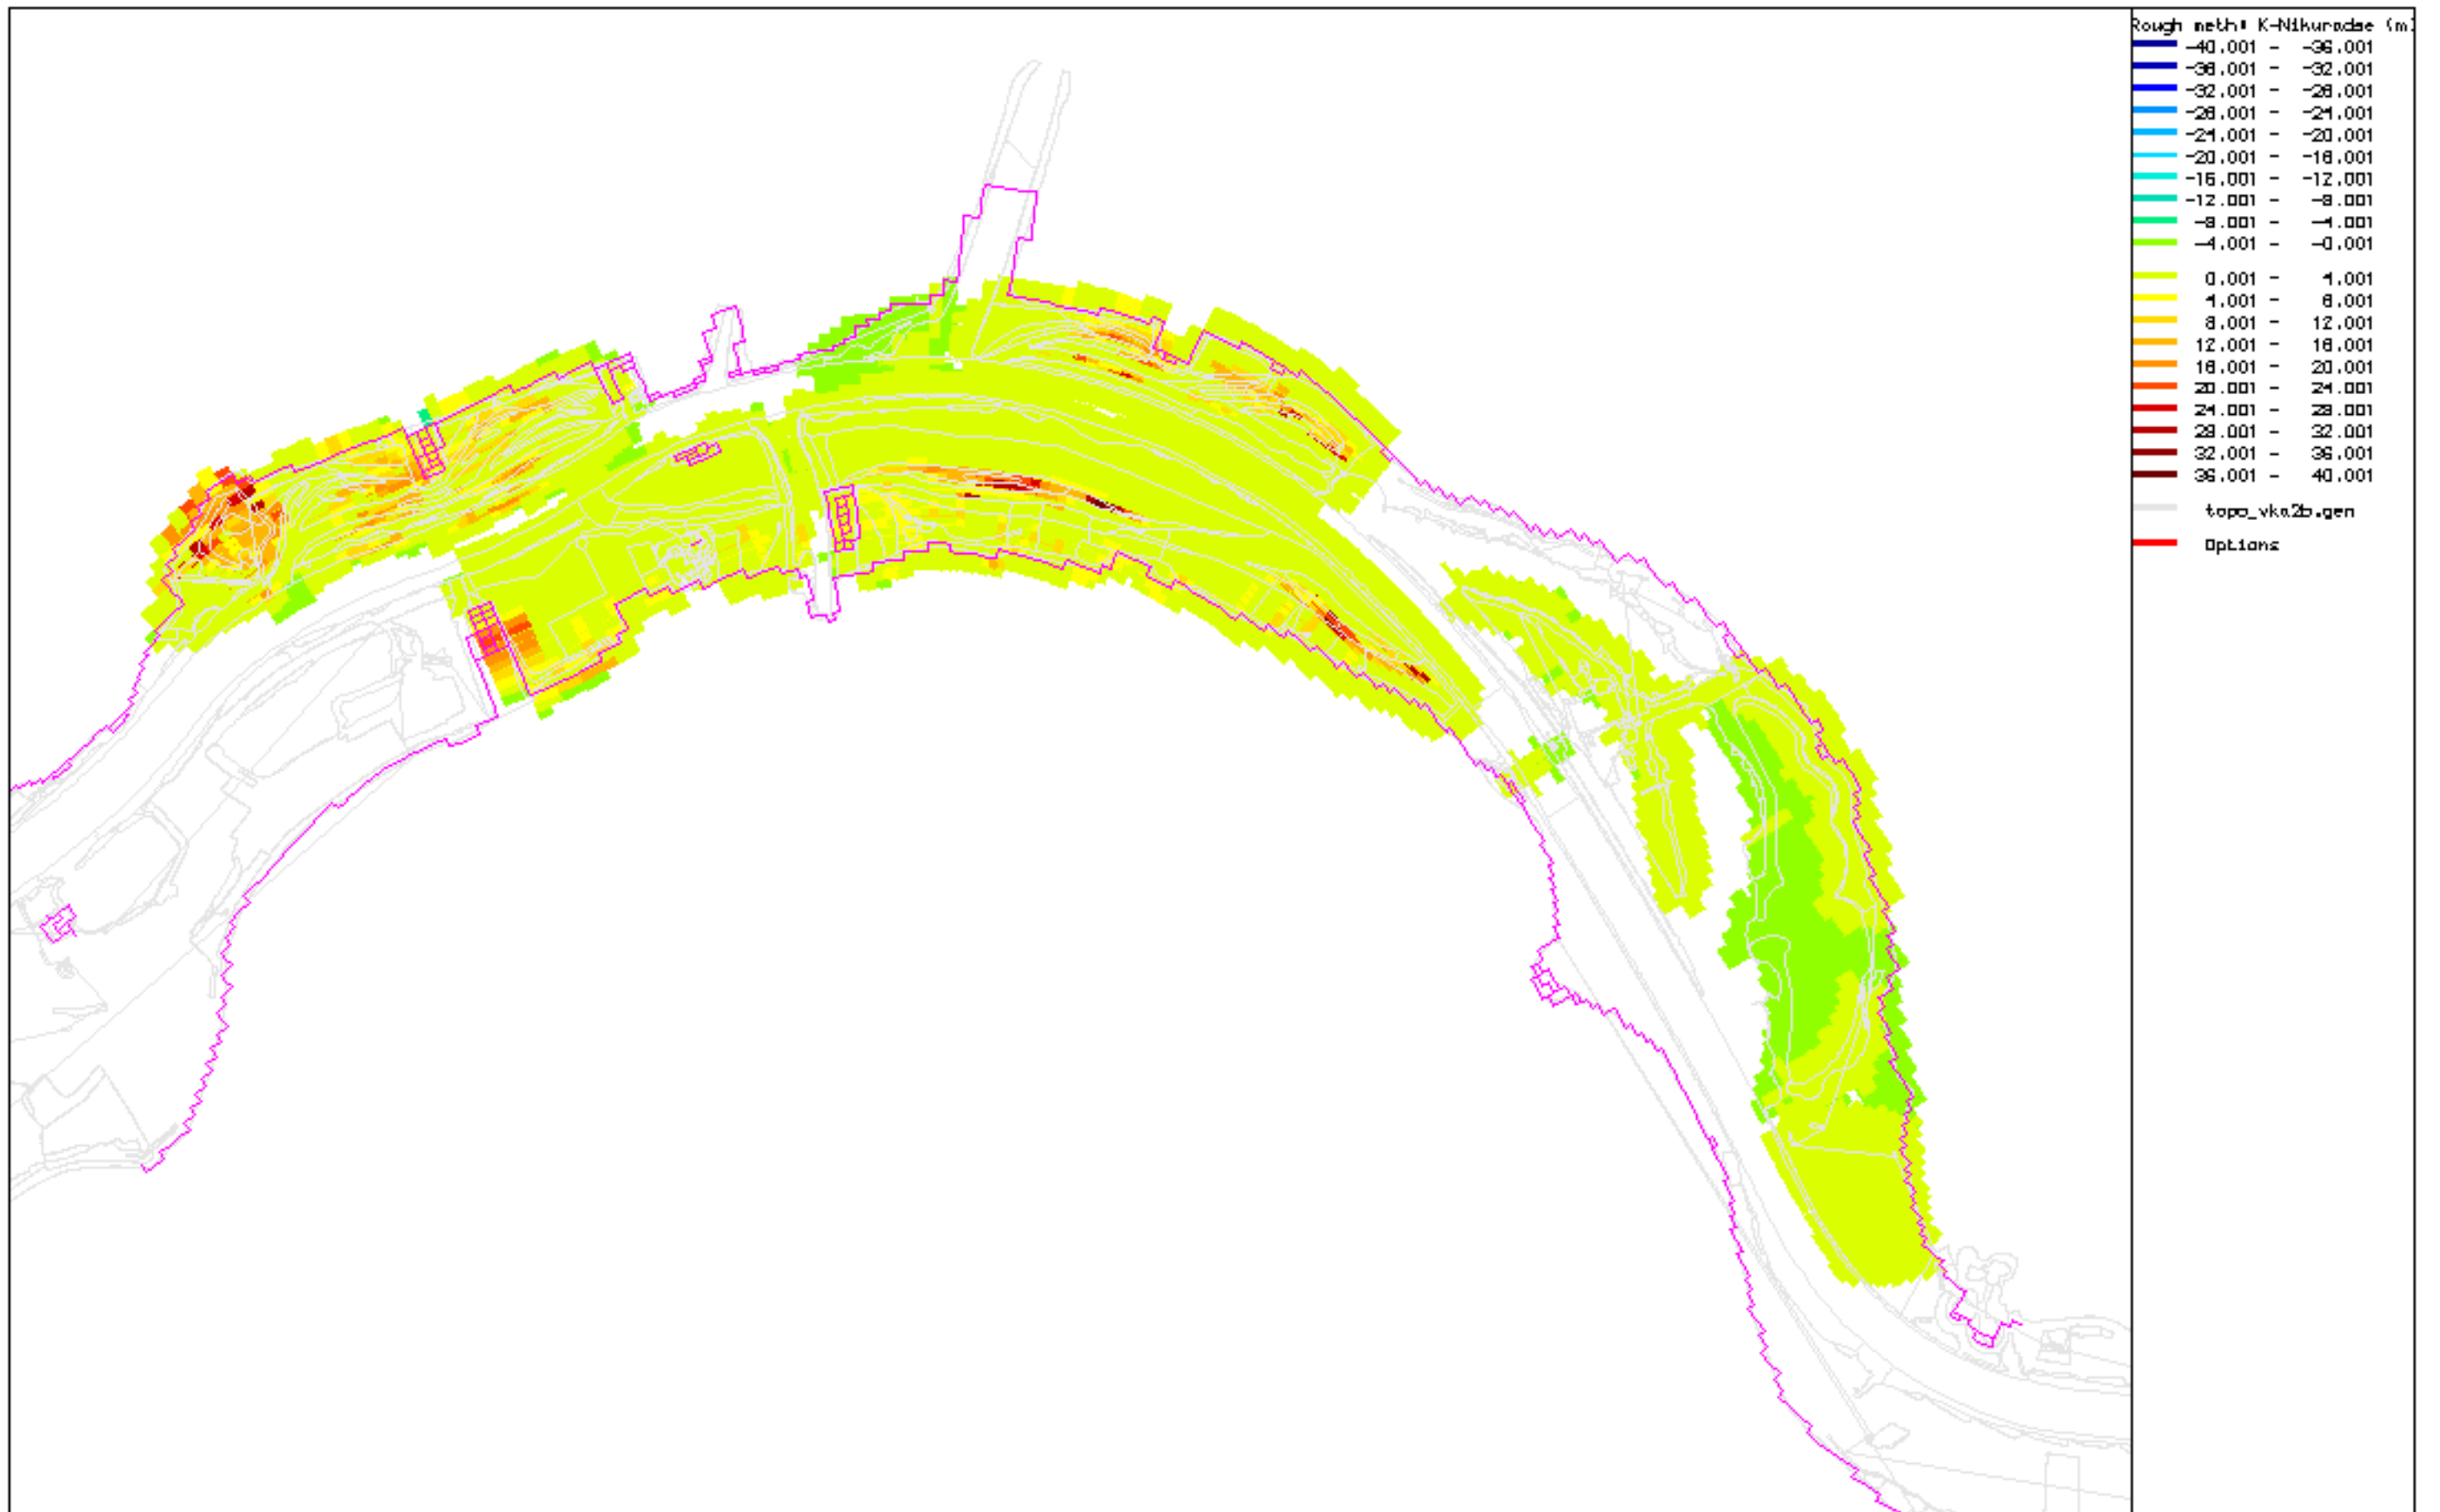 Rough meth: K-Nikuradse (m)
-40.001 - -36.001
-36.001 - -32.001
-32.001 - -28.001
-28.001 - -24.001
-24.001 - -20.001
-20.001 - -16.001
-16.001 - -12.001
-12.001 - -8.001
-8.001 - -4.001
-4.001 - -0.001
0.001 - 4.001
4.001 - 8.001
8.001 - 12.001
12.001 - 16.001
16.001 - 20.001
20.001 - 24.001
24.001 - 28.001
28.001 - 32.001
32.001 - 36.001
36.001 - 40.001
topo_vka2b.gen
Options